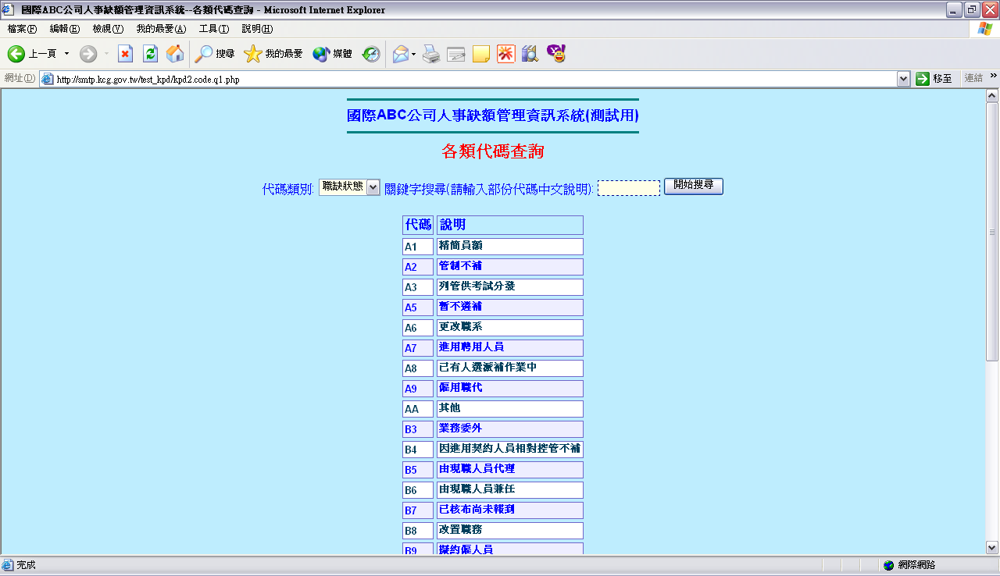 國際ABC公司人事缺額管理資訊系統--各類代碼查詢 - Microsoft Internet Explorer
檔案(F) 編輯(E) 檢視(V) 我的最愛(A) 工具(T) 說明(H)
上一頁 搜尋 我的最愛 媒體
網址(D) http://smtp.kcg.gov.tw/test_kpd/kpd2.code.q1.php 移至 連結 »
國際ABC公司人事缺額管理資訊系統(測試用)
各類代碼查詢
代碼類別: 職缺狀態 關鍵字搜尋(請輸入部份代碼中文說明): 開始搜尋
代碼 說明
A1 精簡員額
A2 管制不補
A3 列管供考試分發
A5 暫不遴補
A6 更改職系
A7 進用聘用人員
A8 已有人選派補作業中
A9 僱用職代
AA 其他
B3 業務委外
B4 因進用契約人員相對控管不補
B5 由現職人員代理
B6 由現職人員兼任
B7 已核布尚未報到
B8 改置職務
B9 擬約僱人員
完成 網際網路